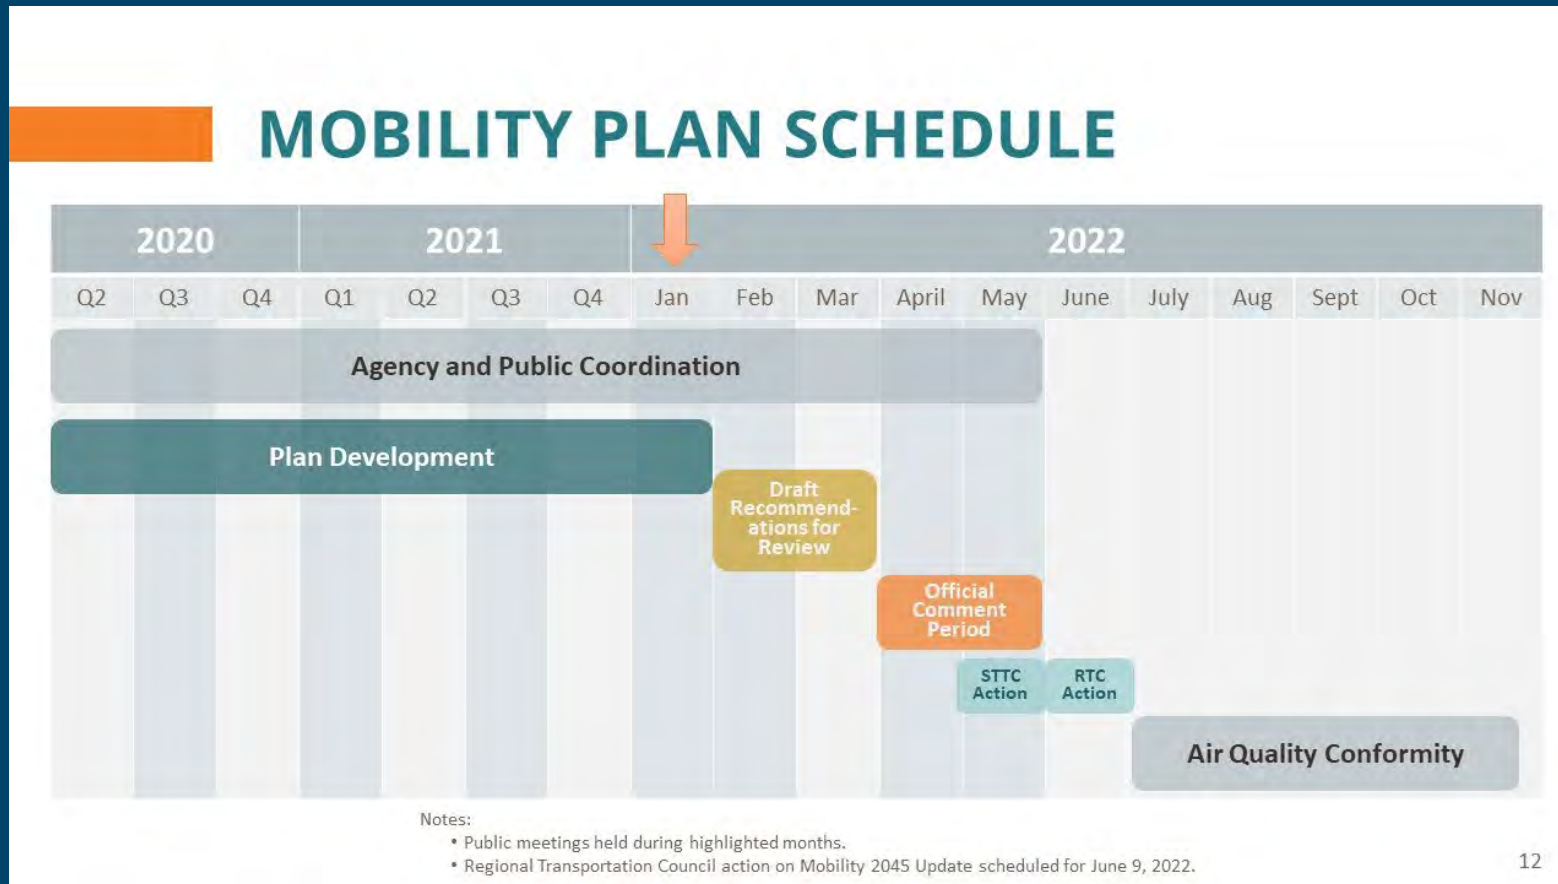 MOBILITY PLAN SCHEDULE
2020 2021 2022
Q2 Q3 Q4 Q1 Q2 Q3 Q4 Jan Feb Mar April May June July Aug Sept Oct Nov
Agency and Public Coordination
Plan Development
Draft
Recommend-
ations for
Review
Official
Comment
Period
STTC
Action
RTC
Action
Air Quality Conformity
Notes:
• Public meetings held during highlighted months.
• Regional Transportation Council action on Mobility 2045 Update scheduled for June 9, 2022.
12